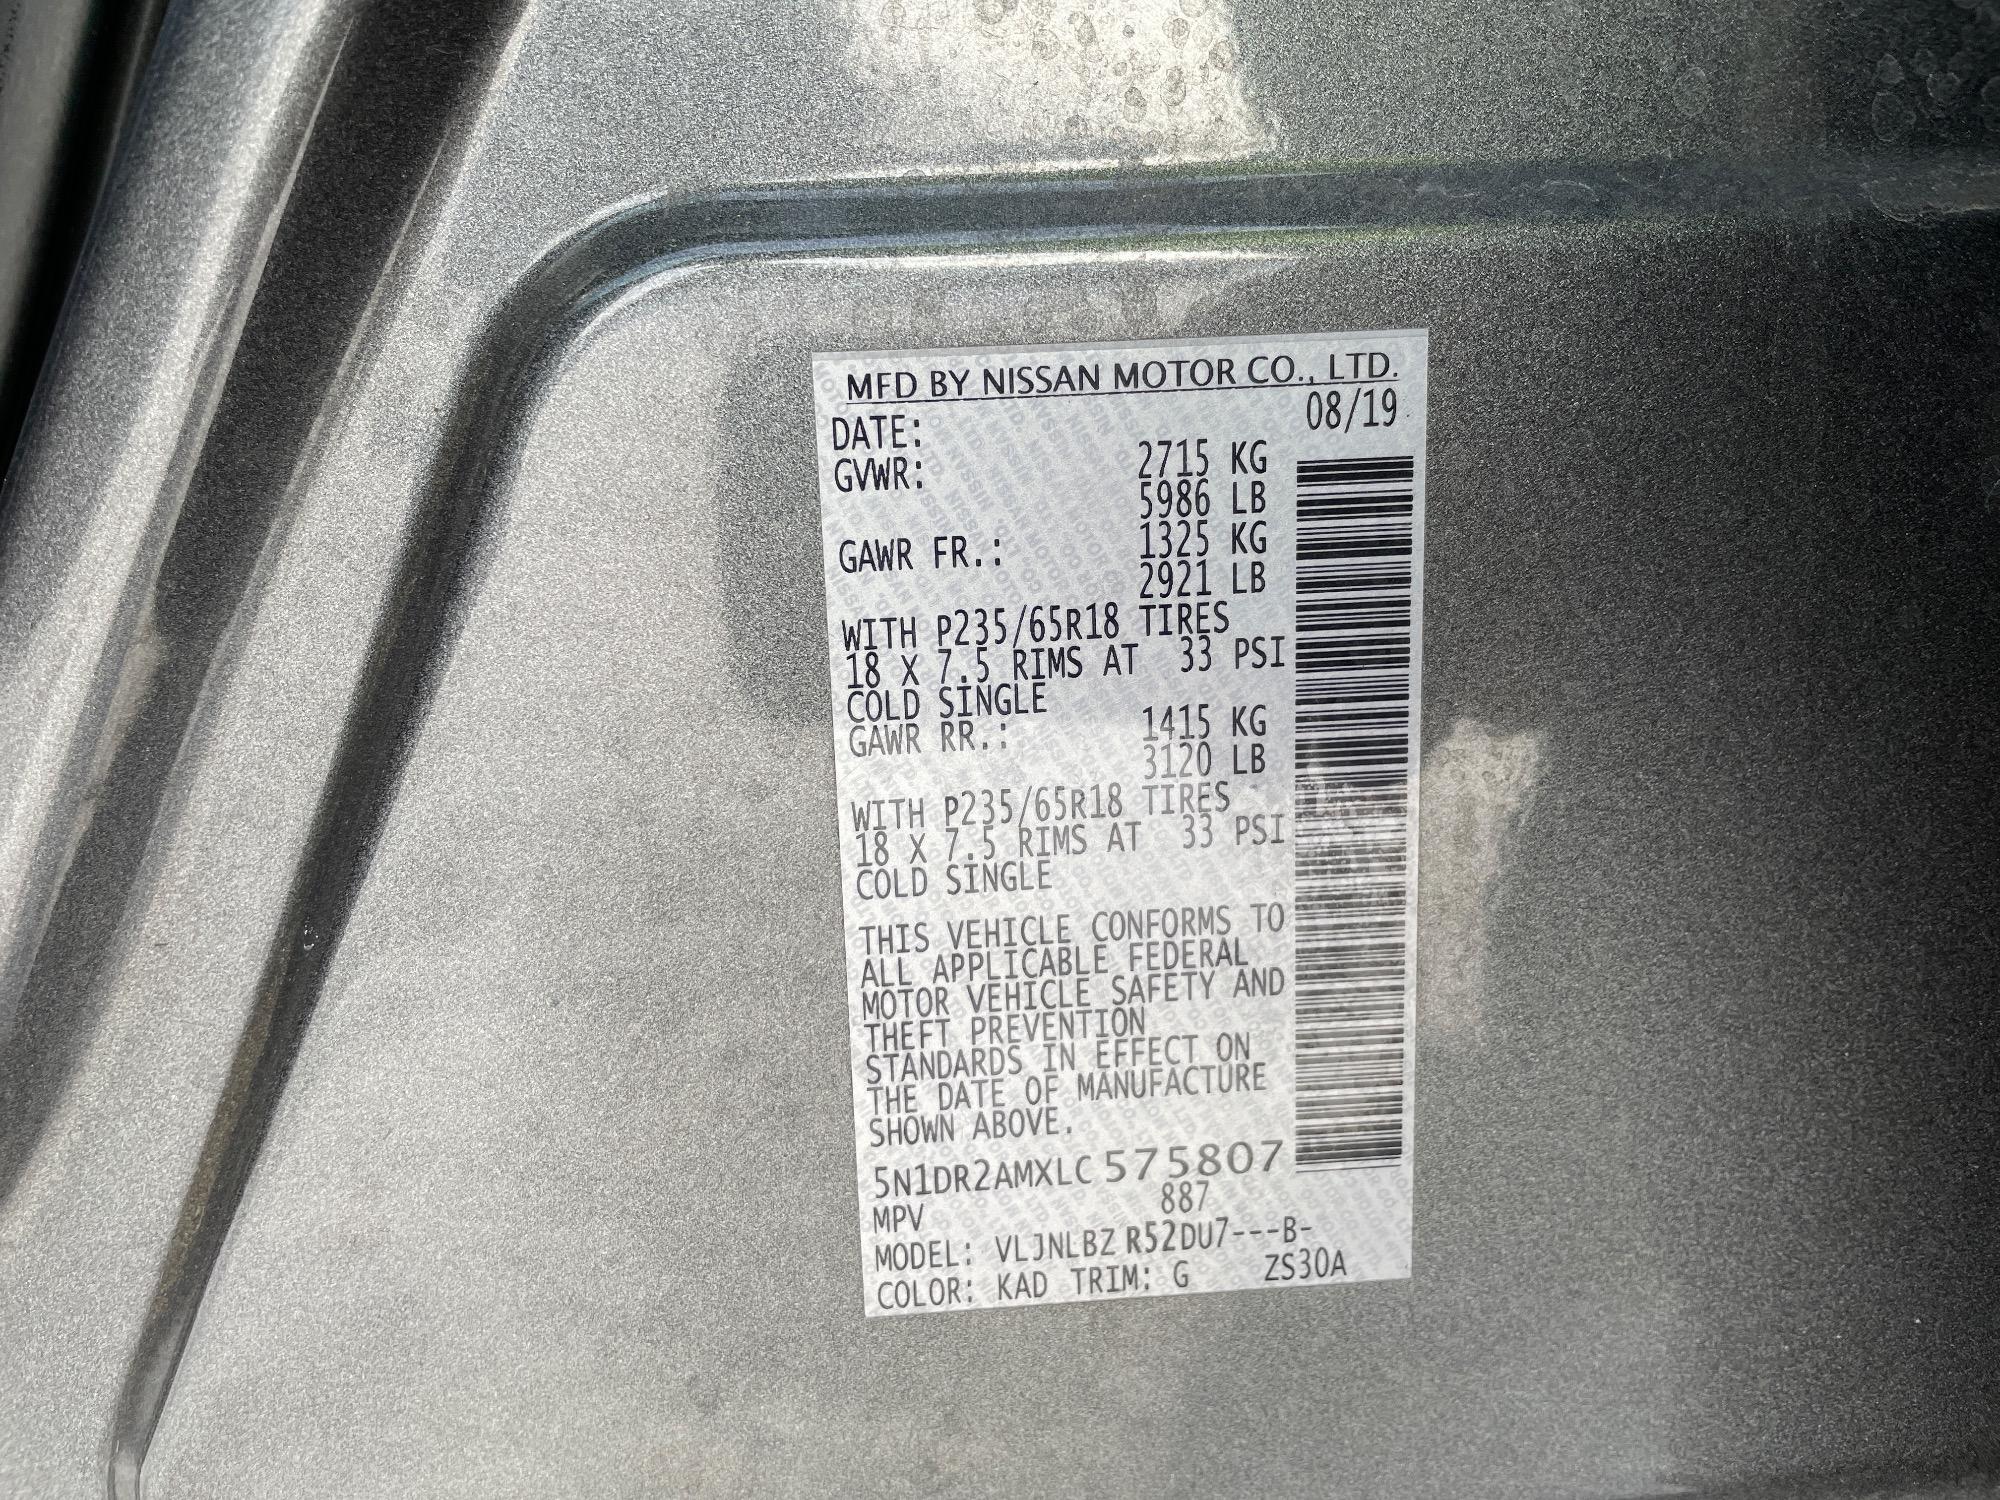 MFD BY NISSAN MOTOR CO., LTD.
DATE: 08/19
GVWR: 2715 KG
5986 LB
GAWR FR.: 1325 KG
2921 LB
WITH P235/65R18 TIRES
18 X 7.5 RIMS AT 33 PSI
COLD SINGLE
GAWR RR.: 1415 KG
3120 LB
WITH P235/65R18 TIRES
18 X 7.5 RIMS AT 33 PSI
COLD SINGLE
THIS VEHICLE CONFORMS TO
ALL APPLICABLE FEDERAL
MOTOR VEHICLE SAFETY AND
THEFT PREVENTION
STANDARDS IN EFFECT ON
THE DATE OF MANUFACTURE
SHOWN ABOVE.
5N1DR2AMXLC 575807
MPV 887
MODEL: VLJNLBZ R52DU7---B-
COLOR: KAD TRIM: G ZS30A